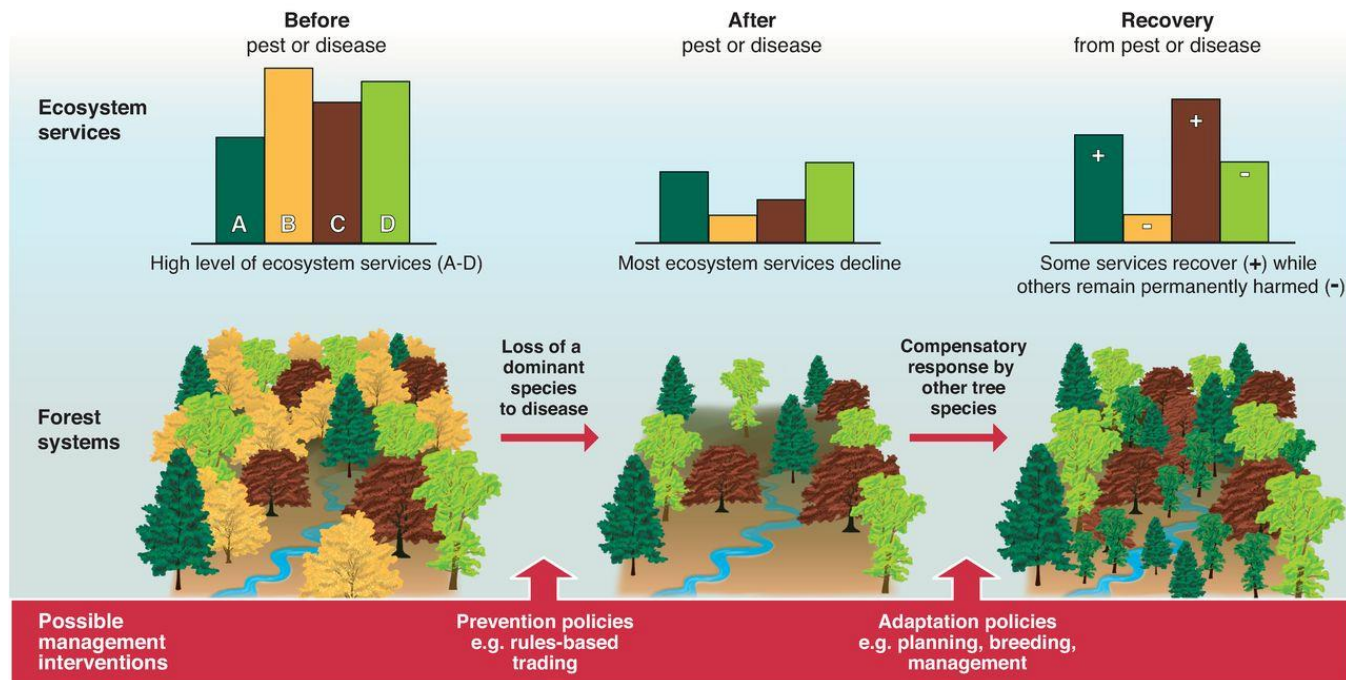 Before
pest or disease
After
pest or disease
Recovery
from pest or disease
Ecosystem
services
A
B
C
D
+
-
+
-
High level of ecosystem services (A-D)
Most ecosystem services decline
Some services recover (+) while
others remain permanently harmed (-)
Forest
systems
Loss of a
dominant
species
to disease
Compensatory
response by
other tree
species
Possible
management
interventions
Prevention policies
e.g. rules-based
trading
Adaptation policies
e.g. planning, breeding,
management